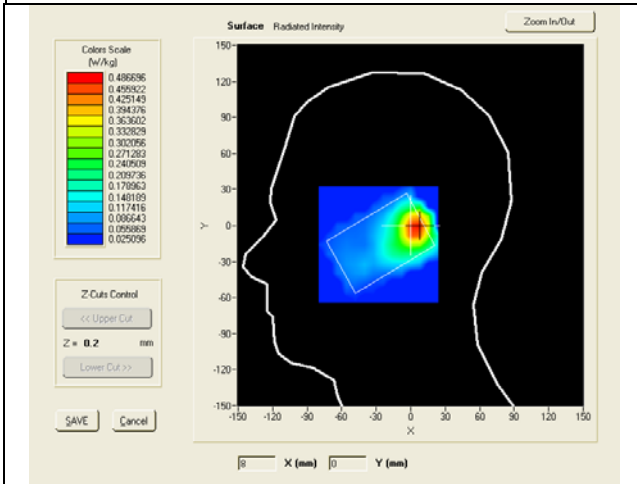 Surface Radiated Intensity
Zoom In/Out
Colors Scale
(W/kg)
0.486696
0.455922
0.425149
0.394376
0.363602
0.332829
0.302056
0.271283
0.240509
0.209736
0.178963
0.148189
0.117416
0.086643
0.055869
0.025096
Z-Cuts Control
<< Upper Cut
Z = 0.2 mm
Lower Cut >>
SAVE Cancel
150
120
90
60
30
0
-30
-60
-90
-120
-150
Y
-150 -120 -90 -60 -30 0 30 60 90 120 150
X
8 X (mm) 0 Y (mm)